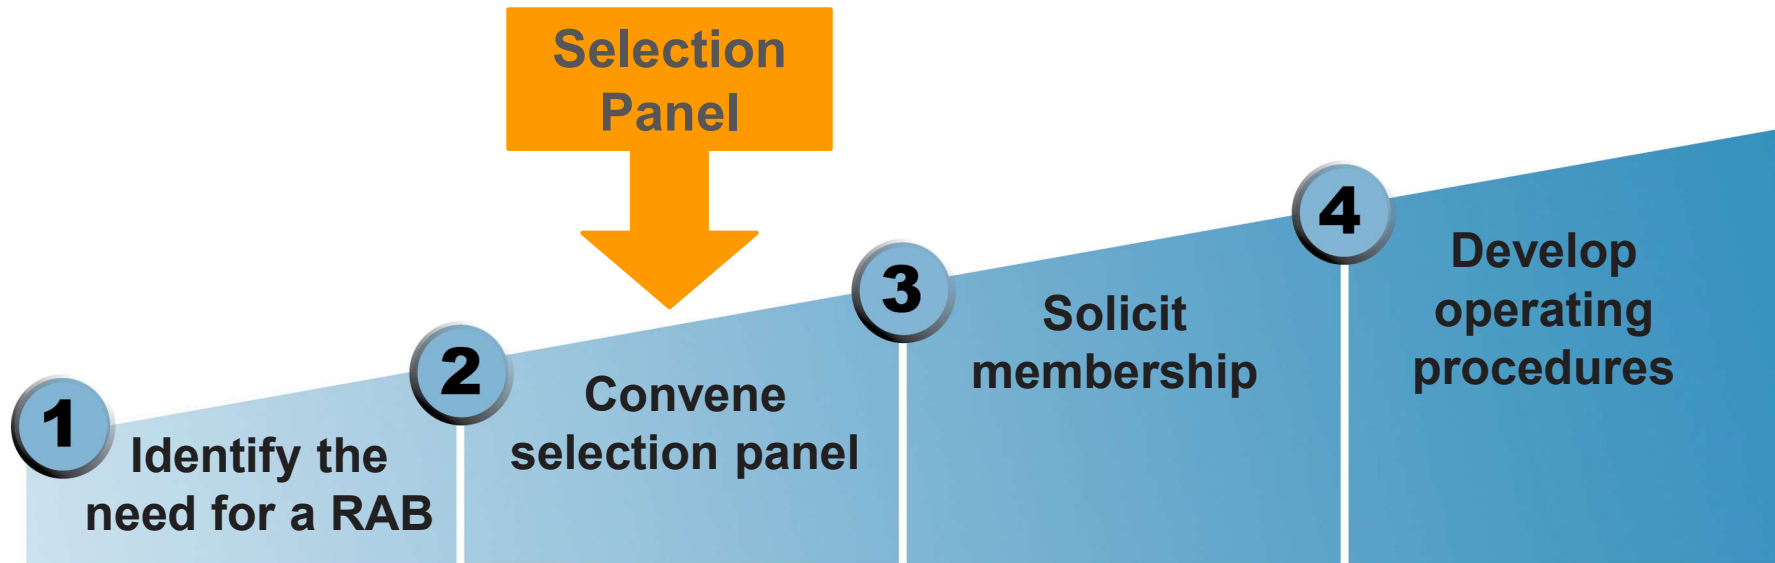 Selection
Panel
1
Identify the
need for a RAB
2
Convene
selection panel
3
Solicit
membership
4
Develop
operating
procedures